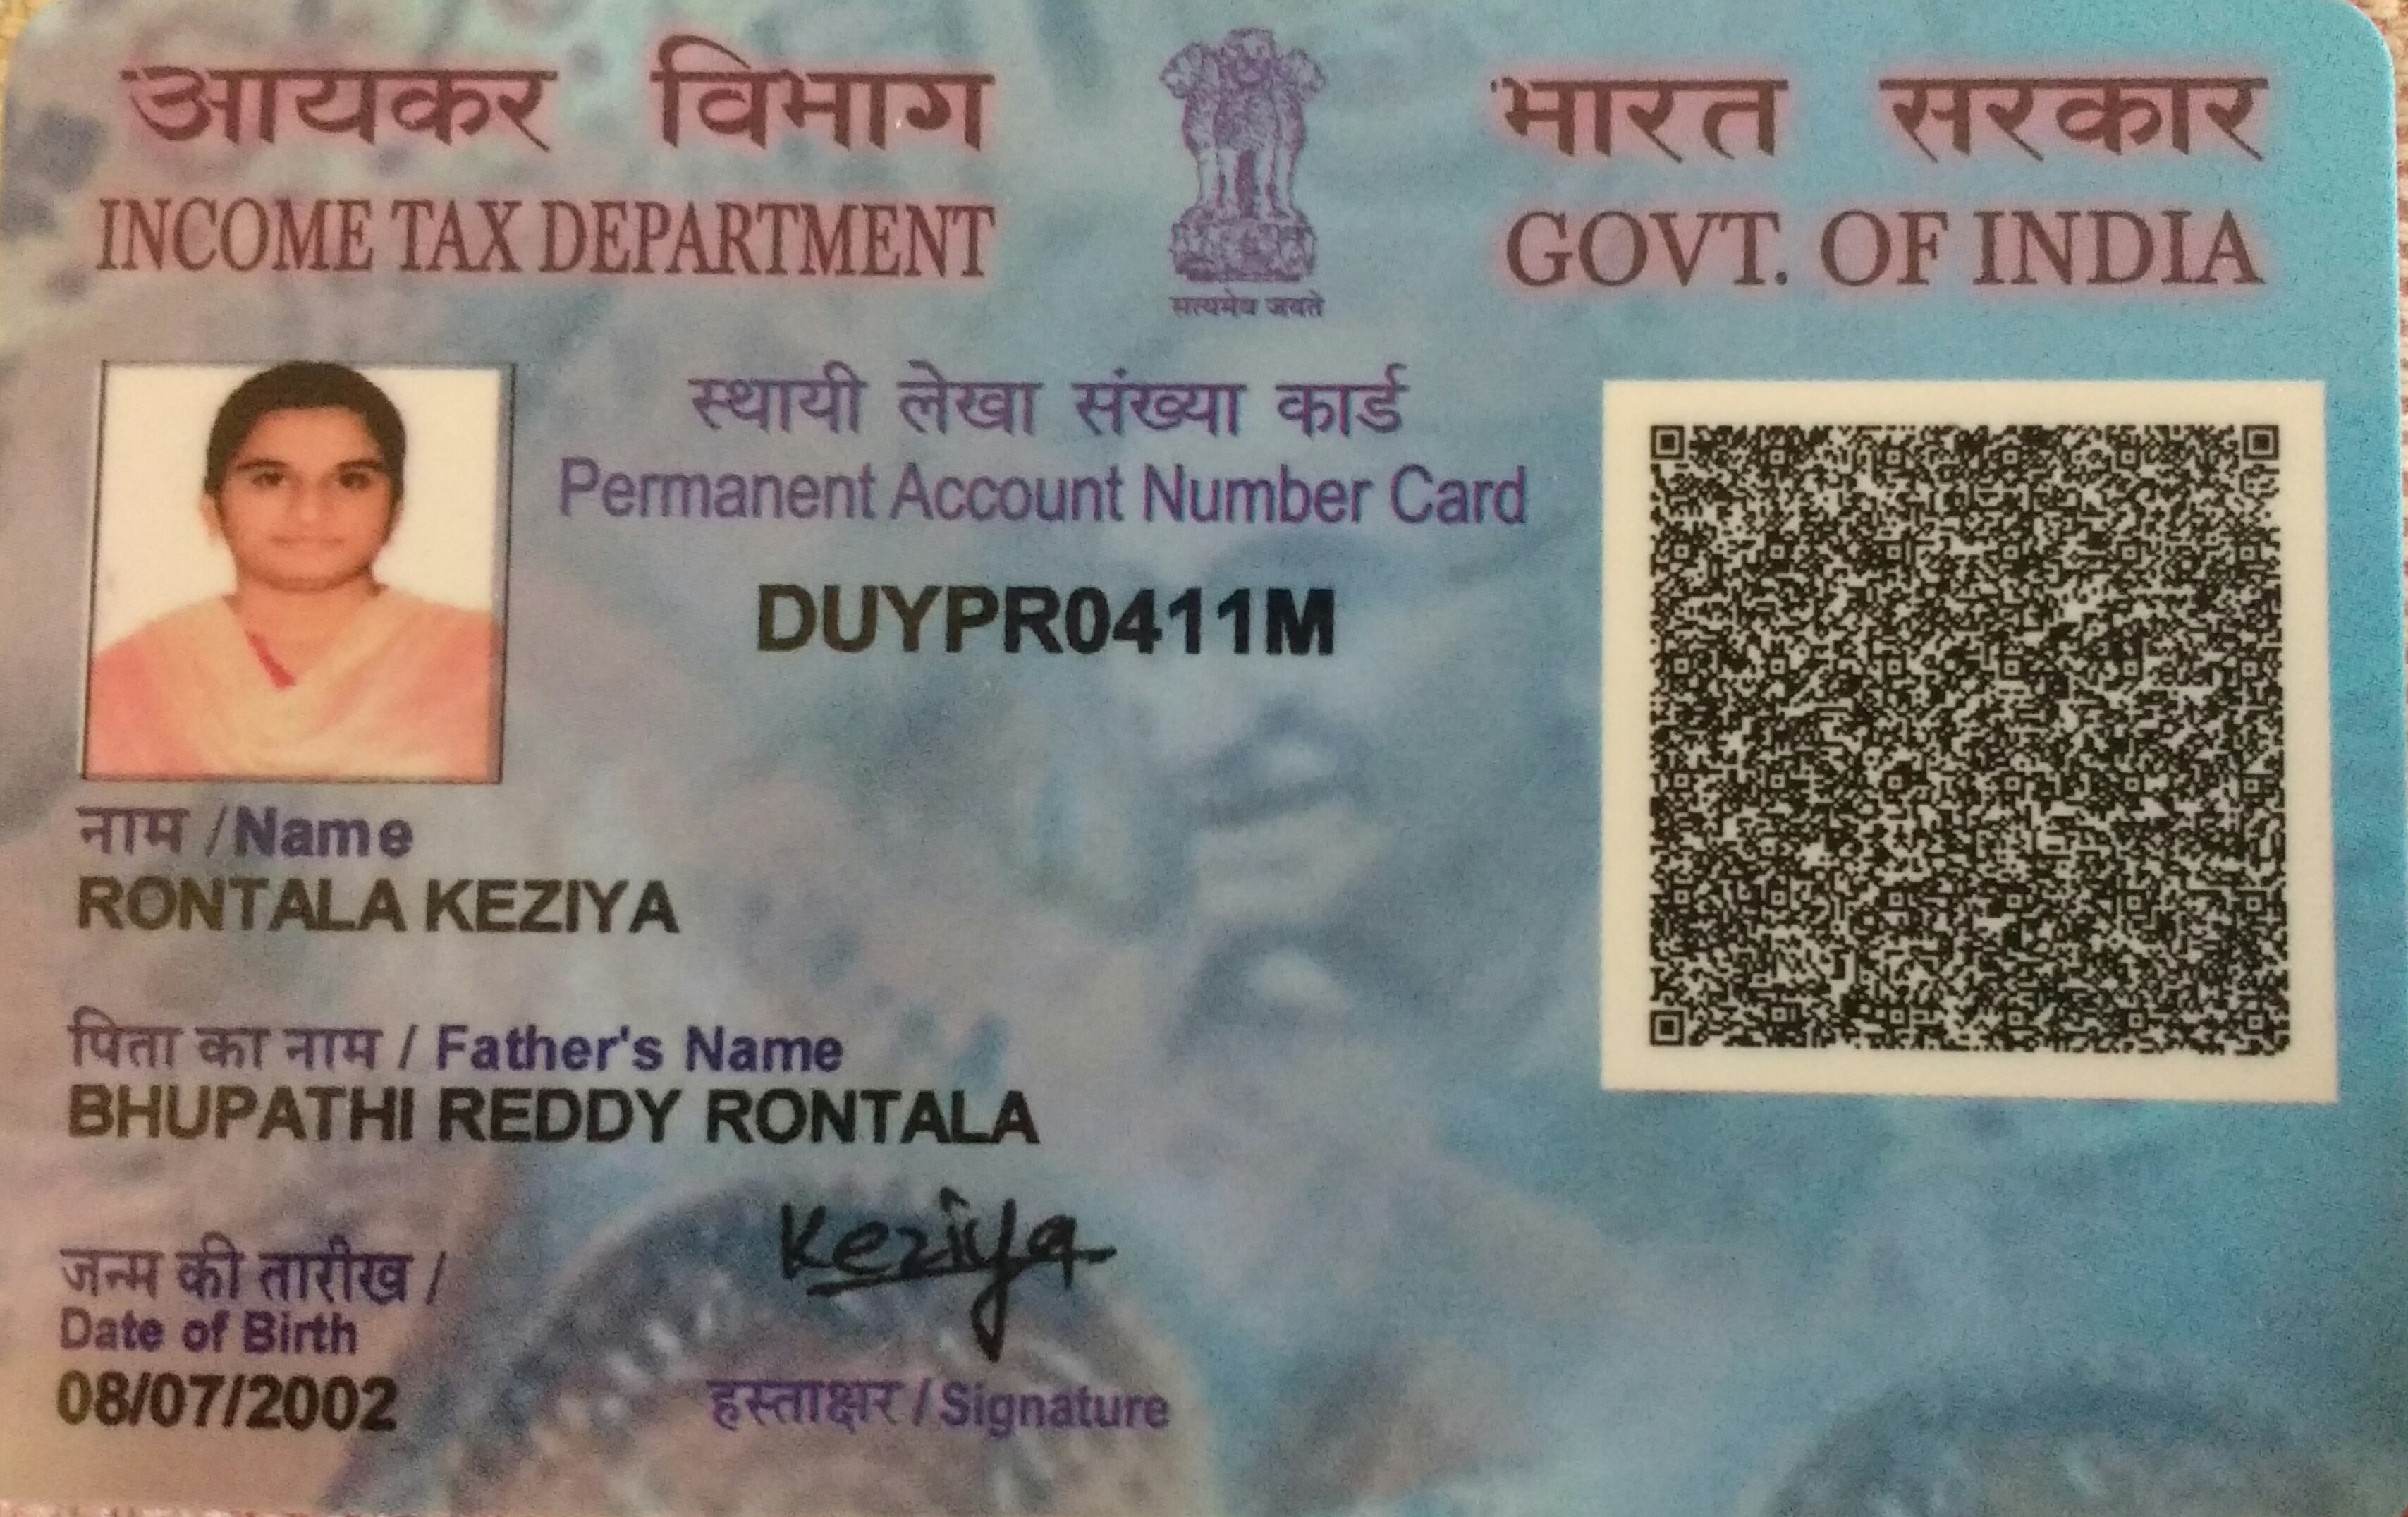 आयकर विभाग
INCOME TAX DEPARTMENT
सत्यमेव जयते
भारत सरकार
GOVT. OF INDIA
स्थायी लेखा संख्या कार्ड
Permanent Account Number Card
DUYPR0411M
नाम /Name
RONTALA KEZIYA
पिता का नाम / Father's Name
BHUPATHI REDDY RONTALA
जन्म की तारीख /
Date of Birth
08/07/2002
Keziya
हस्ताक्षर / Signature